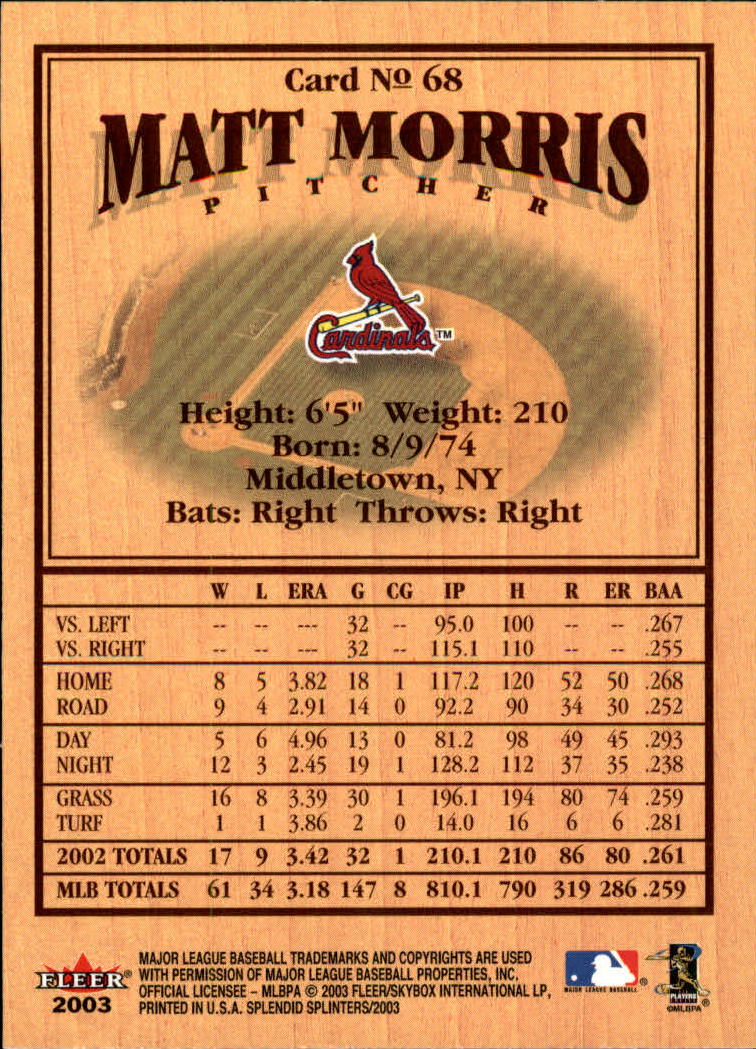 Card No 68
MATT MORRIS
PITCHER
Cardinals TM
Height: 6'5" Weight: 210
Born: 8/9/74
Middletown, NY
Bats: Right Throws: Right
W L ERA G CG IP H R ER BAA
VS. LEFT -- -- --- 32 -- 95.0 100 -- -- .267
VS. RIGHT -- -- --- 32 -- 115.1 110 -- -- .255
HOME 8 5 3.82 18 1 117.2 120 52 50 .268
ROAD 9 4 2.91 14 0 92.2 90 34 30 .252
DAY 5 6 4.96 13 0 81.2 98 49 45 .293
NIGHT 12 3 2.45 19 1 128.2 112 37 35 .238
GRASS 16 8 3.39 30 1 196.1 194 80 74 .259
TURF 1 1 3.86 2 0 14.0 16 6 6 .281
2002 TOTALS 17 9 3.42 32 1 210.1 210 86 80 .261
MLB TOTALS 61 34 3.18 147 8 810.1 790 319 286 .259
FLEER®
2003
MAJOR LEAGUE BASEBALL TRADEMARKS AND COPYRIGHTS ARE USED
WITH PERMISSION OF MAJOR LEAGUE BASEBALL PROPERTIES, INC.
OFFICIAL LICENSEE – MLBPA © 2003 FLEER/SKYBOX INTERNATIONAL LP,
PRINTED IN U.S.A. SPLENDID SPLINTERS/2003
MAJOR LEAGUE BASEBALL ®
PLAYERS ®
©MLBPA